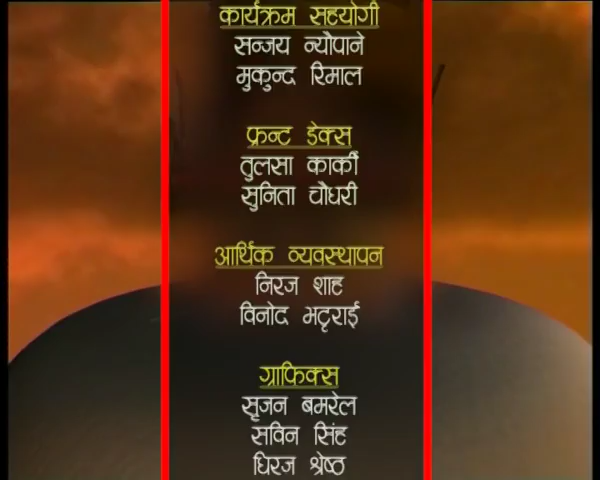 कार्यक्रम सहयोगी
सन्जय न्यौपाने
मुकुन्द रिमाल
फ्रन्ट डेक्स
तुलसा कार्की
सुनिता चौधरी
आर्थिक व्यवस्थापन
निरज शाह
विनोद भट्टराई
ग्राफिक्स
सृजन बमरेल
सविन सिंह
धिरज श्रेष्ठ